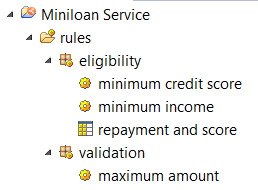 Miniloan Service
rules
eligibility
minimum credit score
minimum income
repayment and score
validation
maximum amount